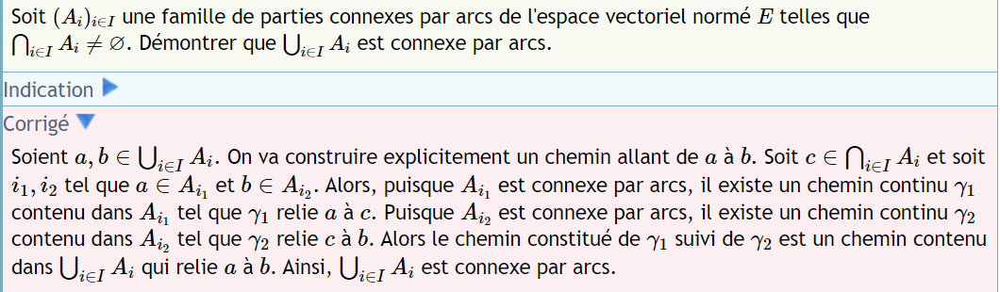 Soit $(A_i)_{i\in I}$ une famille de parties connexes par arcs de l'espace vectoriel normé $E$ telles que
$\bigcap_{i\in I} A_i \neq \varnothing$. Démontrer que $\bigcup_{i\in I} A_i$ est connexe par arcs.
Indication
Corrigé
Soient $a, b \in \bigcup_{i\in I} A_i$. On va construire explicitement un chemin allant de $a$ à $b$. Soit $c \in \bigcap_{i\in I} A_i$ et soit
$i_1, i_2$ tel que $a \in A_{i_1}$ et $b \in A_{i_2}$. Alors, puisque $A_{i_1}$ est connexe par arcs, il existe un chemin continu $\gamma_1$
contenu dans $A_{i_1}$ tel que $\gamma_1$ relie $a$ à $c$. Puisque $A_{i_2}$ est connexe par arcs, il existe un chemin continu $\gamma_2$
contenu dans $A_{i_2}$ tel que $\gamma_2$ relie $c$ à $b$. Alors le chemin constitué de $\gamma_1$ suivi de $\gamma_2$ est un chemin contenu
dans $\bigcup_{i\in I} A_i$ qui relie $a$ à $b$. Ainsi, $\bigcup_{i\in I} A_i$ est connexe par arcs.